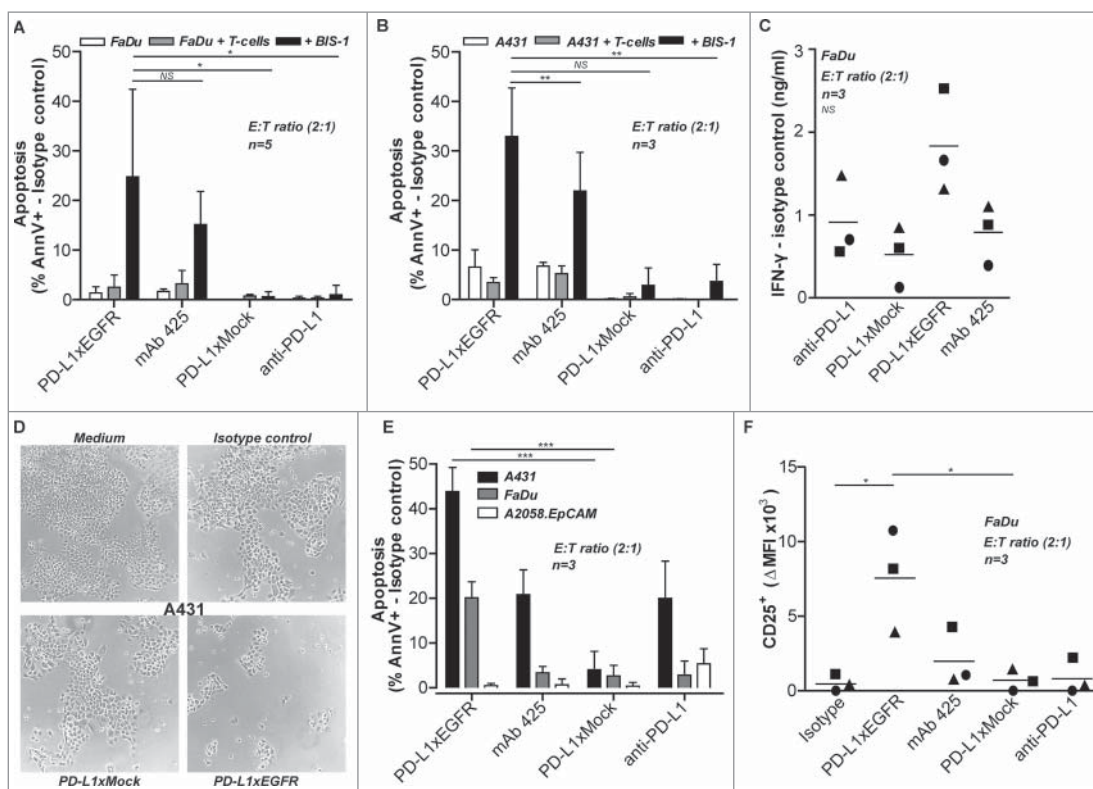 A
FaDu FaDu + T-cells + BIS-1
*
*
NS
50
40
30
20
10
0
Apoptosis
(% AnnV+ - Isotype control)
E:T ratio (2:1)
n=5
PD-L1xEGFR
mAb 425
PD-L1xMock
anti-PD-L1
B
A431 A431 + T-cells + BIS-1
**
NS
**
50
40
30
20
10
0
Apoptosis
(% AnnV+ - Isotype control)
E:T ratio (2:1)
n=3
PD-L1xEGFR
mAb 425
PD-L1xMock
anti-PD-L1
C
FaDu
E:T ratio (2:1)
n=3
NS
3
2
1
0
IFN-γ - isotype control (ng/ml)
anti-PD-L1
PD-L1xMock
PD-L1xEGFR
mAb 425
D
Medium Isotype control
A431
PD-L1xMock PD-L1xEGFR
E
***
***
A431
FaDu
A2058.EpCAM
E:T ratio (2:1)
n=3
50
40
30
20
10
0
Apoptosis
(% AnnV+ - Isotype control)
PD-L1xEGFR
mAb 425
PD-L1xMock
anti-PD-L1
F
*
*
FaDu
E:T ratio (2:1)
n=3
15
10
5
0
CD25+ (Δ MFI x10³)
Isotype
PD-L1xEGFR
mAb 425
PD-L1xMock
anti-PD-L1